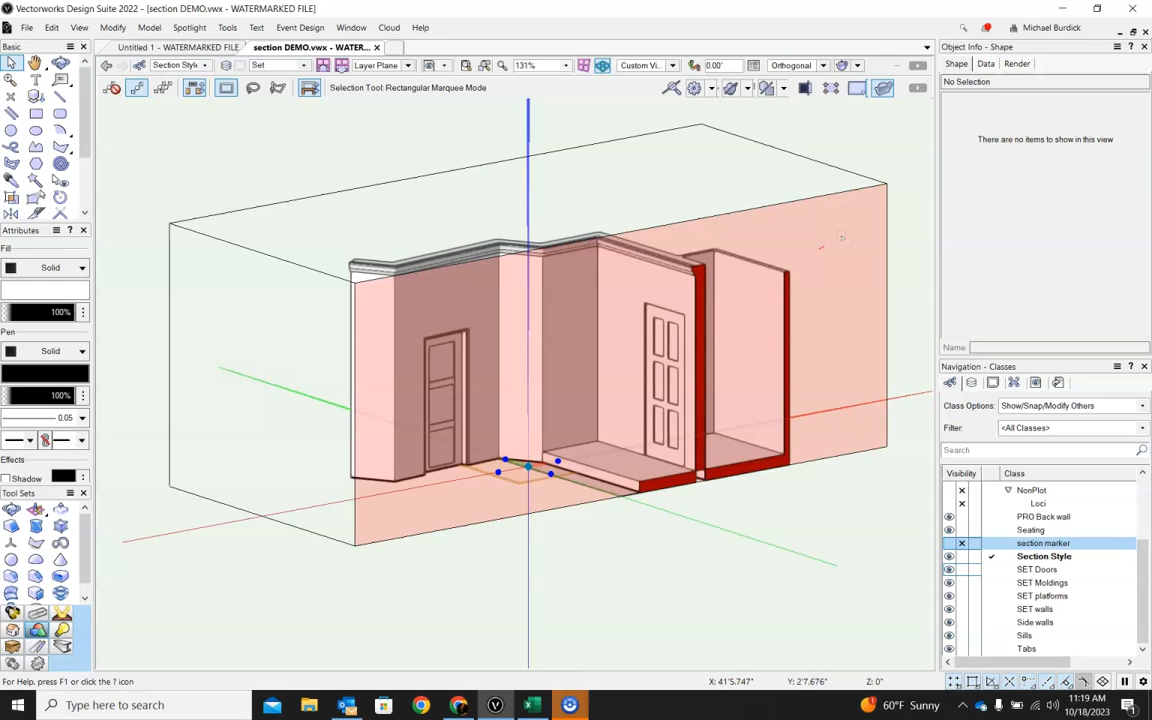 Vectorworks Design Suite 2022 - [section DEMO.vwx - WATERMARKED FILE]
File Edit View Modify Model Spotlight Tools Text Event Design Window Cloud Help
Michael Burdick
Basic
Untitled 1 - WATERMARKED FILE
section DEMO.vwx - WATER...
Section Style
Set
Layer Plane
131%
Custom Vi...
0.00°
Orthogonal
Selection Tool: Rectangular Marquee Mode
Object Info - Shape
Shape Data Render
No Selection
There are no items to show in this view
Name:
Attributes
Fill
Solid
100%
Pen
Solid
100%
0.05
Effects
Shadow
Tool Sets
Navigation - Classes
Class Options: Show/Snap/Modify Others
Filter: <All Classes>
Search
Visibility Class
NonPlot
Loci
PRO Back wall
Seating
section marker
Section Style
SET Doors
SET Moldings
SET platforms
SET walls
Side walls
Sills
Tabs
For Help, press F1 or click the ? icon
X: 41'5.747" Y: 2'7.676" Z: 0"
Type here to search
60°F Sunny
11:19 AM
10/18/2023